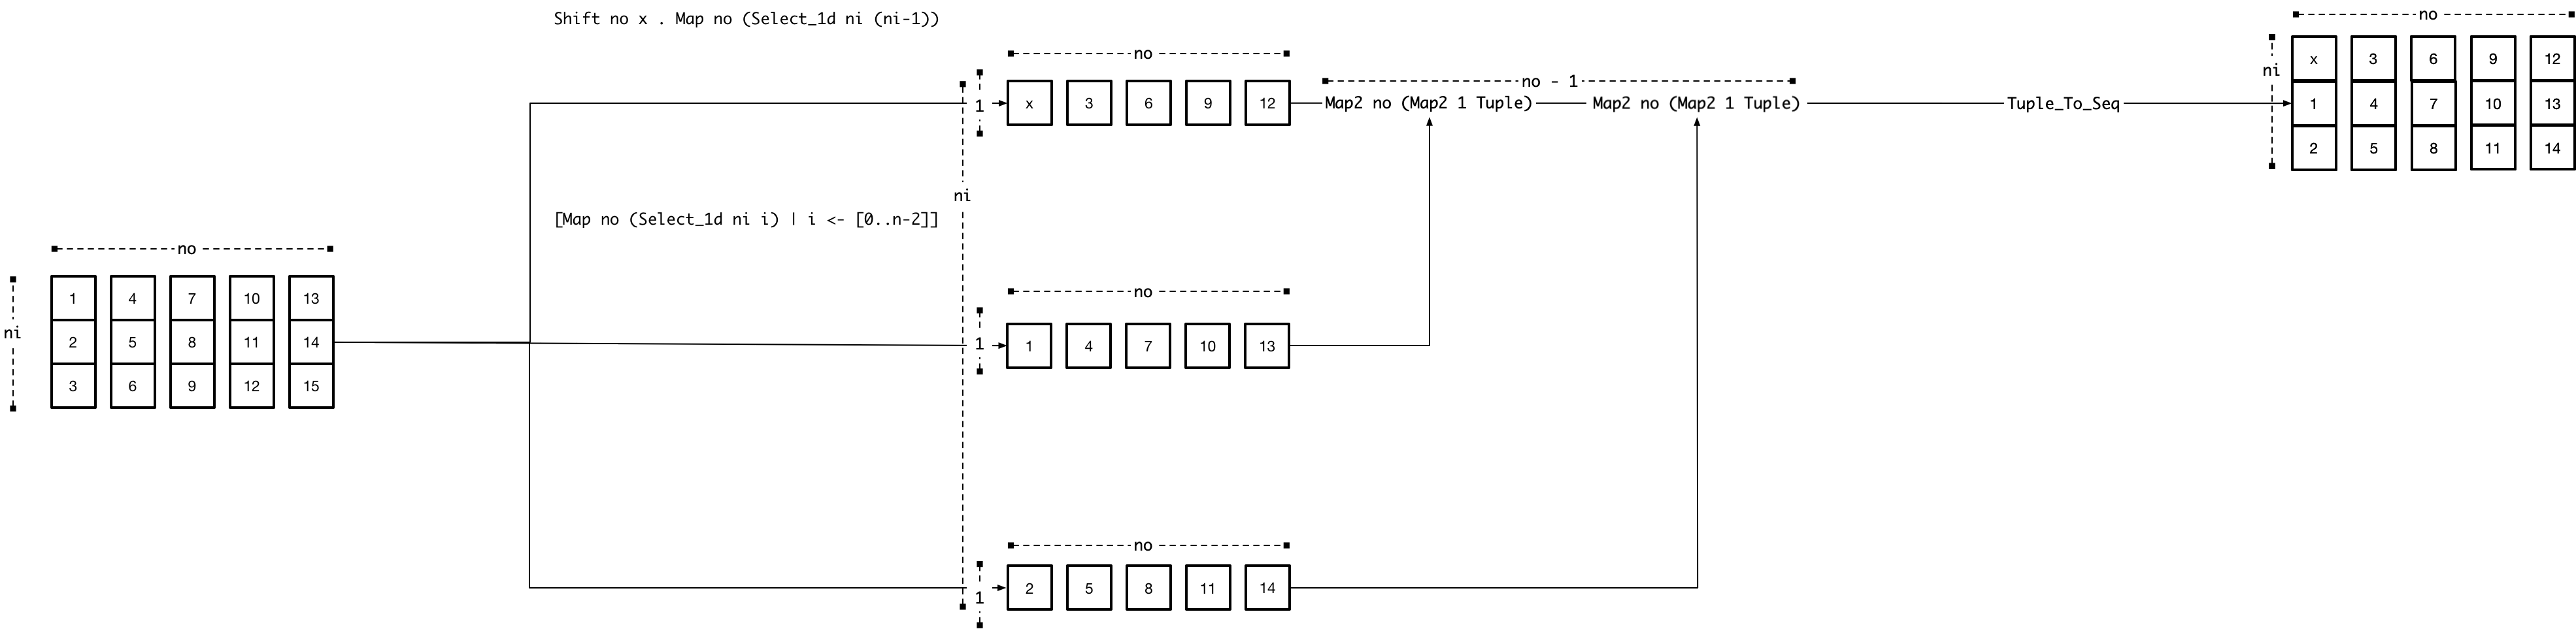 Shift no x . Map no (Select_1d ni (ni-1))
no
ni
1
x 3 6 9 12
no - 1
Map2 no (Map2 1 Tuple)
Map2 no (Map2 1 Tuple)
Tuple_To_Seq
no
ni
x 3 6 9 12
1 4 7 10 13
2 5 8 11 14
[Map no (Select_1d ni i) | i <- [0..n-2]]
no
ni
1 4 7 10 13
2 5 8 11 14
3 6 9 12 15
no
1
1 4 7 10 13
no
1
2 5 8 11 14